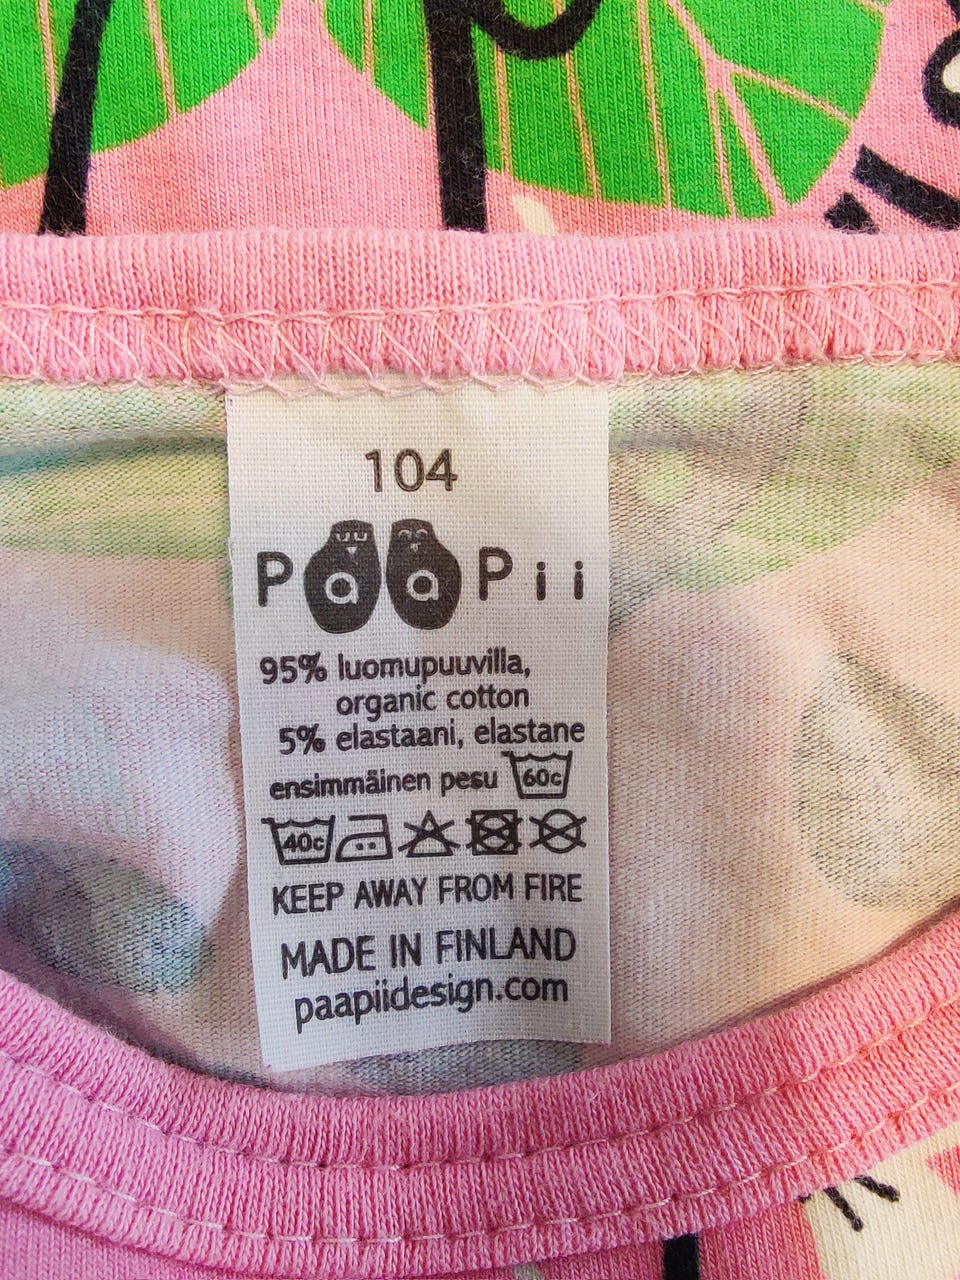 104
PaaPii
95% luomupuuvilla,
organic cotton
5% elastaani, elastane
ensimmäinen pesu 60c
40c
KEEP AWAY FROM FIRE
MADE IN FINLAND
paapiidesign.com